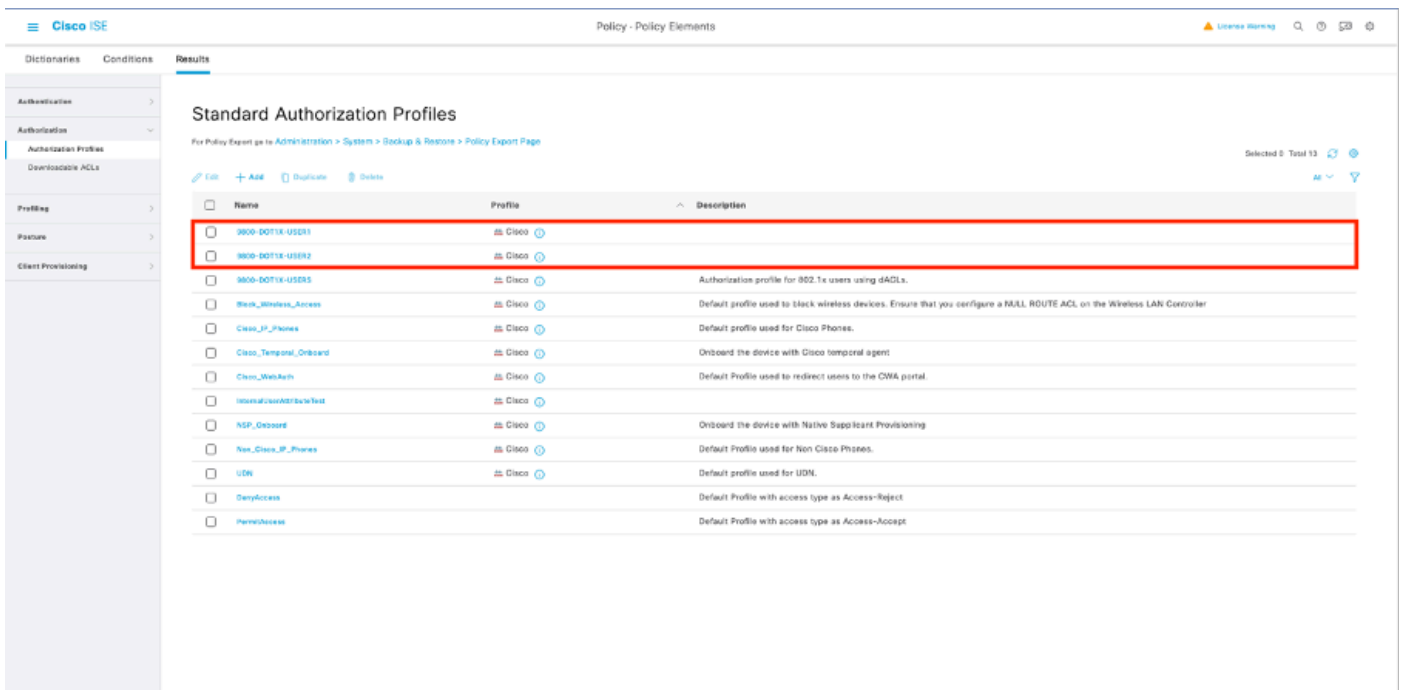 Cisco ISE
Policy · Policy Elements
License Warning
Dictionaries Conditions Results
Authentication
Authorization
Authorization Profiles
Downloadable ACLs
Profiling
Posture
Client Provisioning
Standard Authorization Profiles
For Policy Export go to Administration > System > Backup & Restore > Policy Export Page
Selected 0 Total 13
Edit Add Duplicate Delete
All
Name Profile Description
9800-DOT1X-USER1 Cisco
9800-DOT1X-USER2 Cisco
9800-DOT1X-USERS Cisco Authorization profile for 802.1x users using dACLs.
Block_Wireless_Access Cisco Default profile used to block wireless devices. Ensure that you configure a NULL ROUTE ACL on the Wireless LAN Controller
Cisco_IP_Phones Cisco Default profile used for Cisco Phones.
Cisco_Temporal_Onboard Cisco Onboard the device with Cisco temporal agent
Cisco_WebAuth Cisco Default Profile used to redirect users to the CWA portal.
InternalUserAttributeTest Cisco
NSP_Onboard Cisco Onboard the device with Native Supplicant Provisioning
Non_Cisco_IP_Phones Cisco Default Profile used for Non Cisco Phones.
UDN Cisco Default profile used for UDN.
DenyAccess Default Profile with access type as Access-Reject
PermitAccess Default Profile with access type as Access-Accept